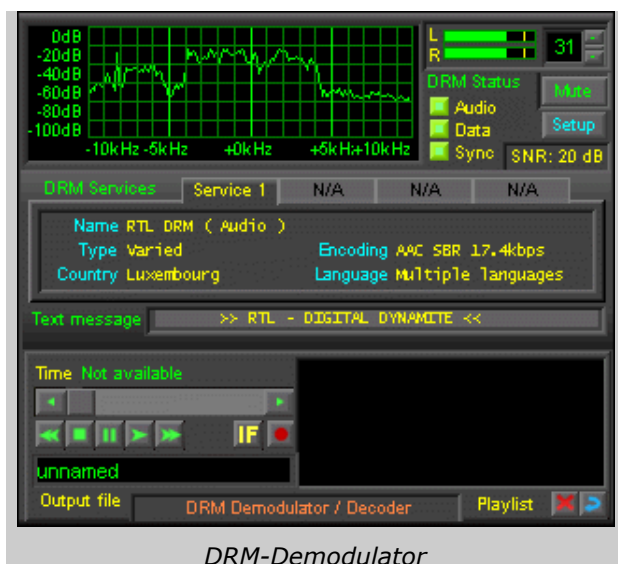 0dB
-20dB
-40dB
-60dB
-80dB
-100dB
-10kHz -5kHz +0kHz +5kHz+10kHz
L
R
31
DRM Status
Audio
Data
Sync
Mute
Setup
SNR: 20 dB
DRM Services Service 1 N/A N/A N/A
Name RTL DRM ( Audio )
Type Varied Encoding AAC SBR 17.4kbps
Country Luxembourg Language Multiple languages
Text message >> RTL - DIGITAL DYNAMITE <<
Time Not available
IF
unnamed
Output file DRM Demodulator / Decoder Playlist
DRM-Demodulator